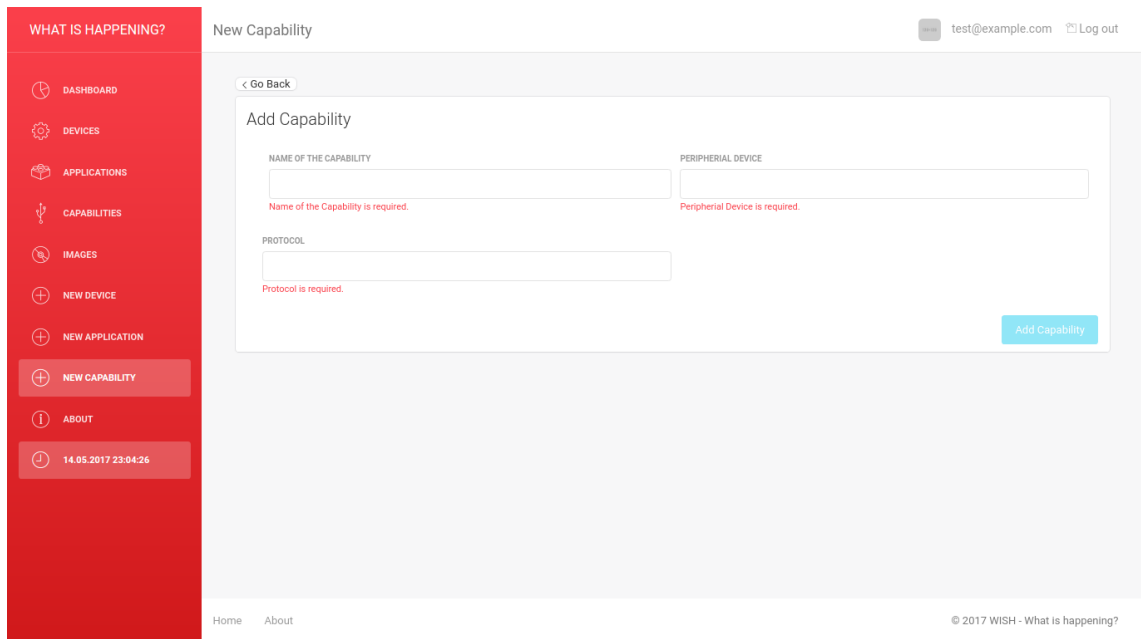 WHAT IS HAPPENING?
New Capability
test@example.com
Log out
DASHBOARD
DEVICES
APPLICATIONS
CAPABILITIES
IMAGES
NEW DEVICE
NEW APPLICATION
NEW CAPABILITY
ABOUT
14.05.2017 23:04:26
Go Back
Add Capability
NAME OF THE CAPABILITY
PERIPHERIAL DEVICE
Name of the Capability is required.
Peripherial Device is required.
PROTOCOL
Protocol is required.
Add Capability
Home
About
© 2017 WISH - What is happening?